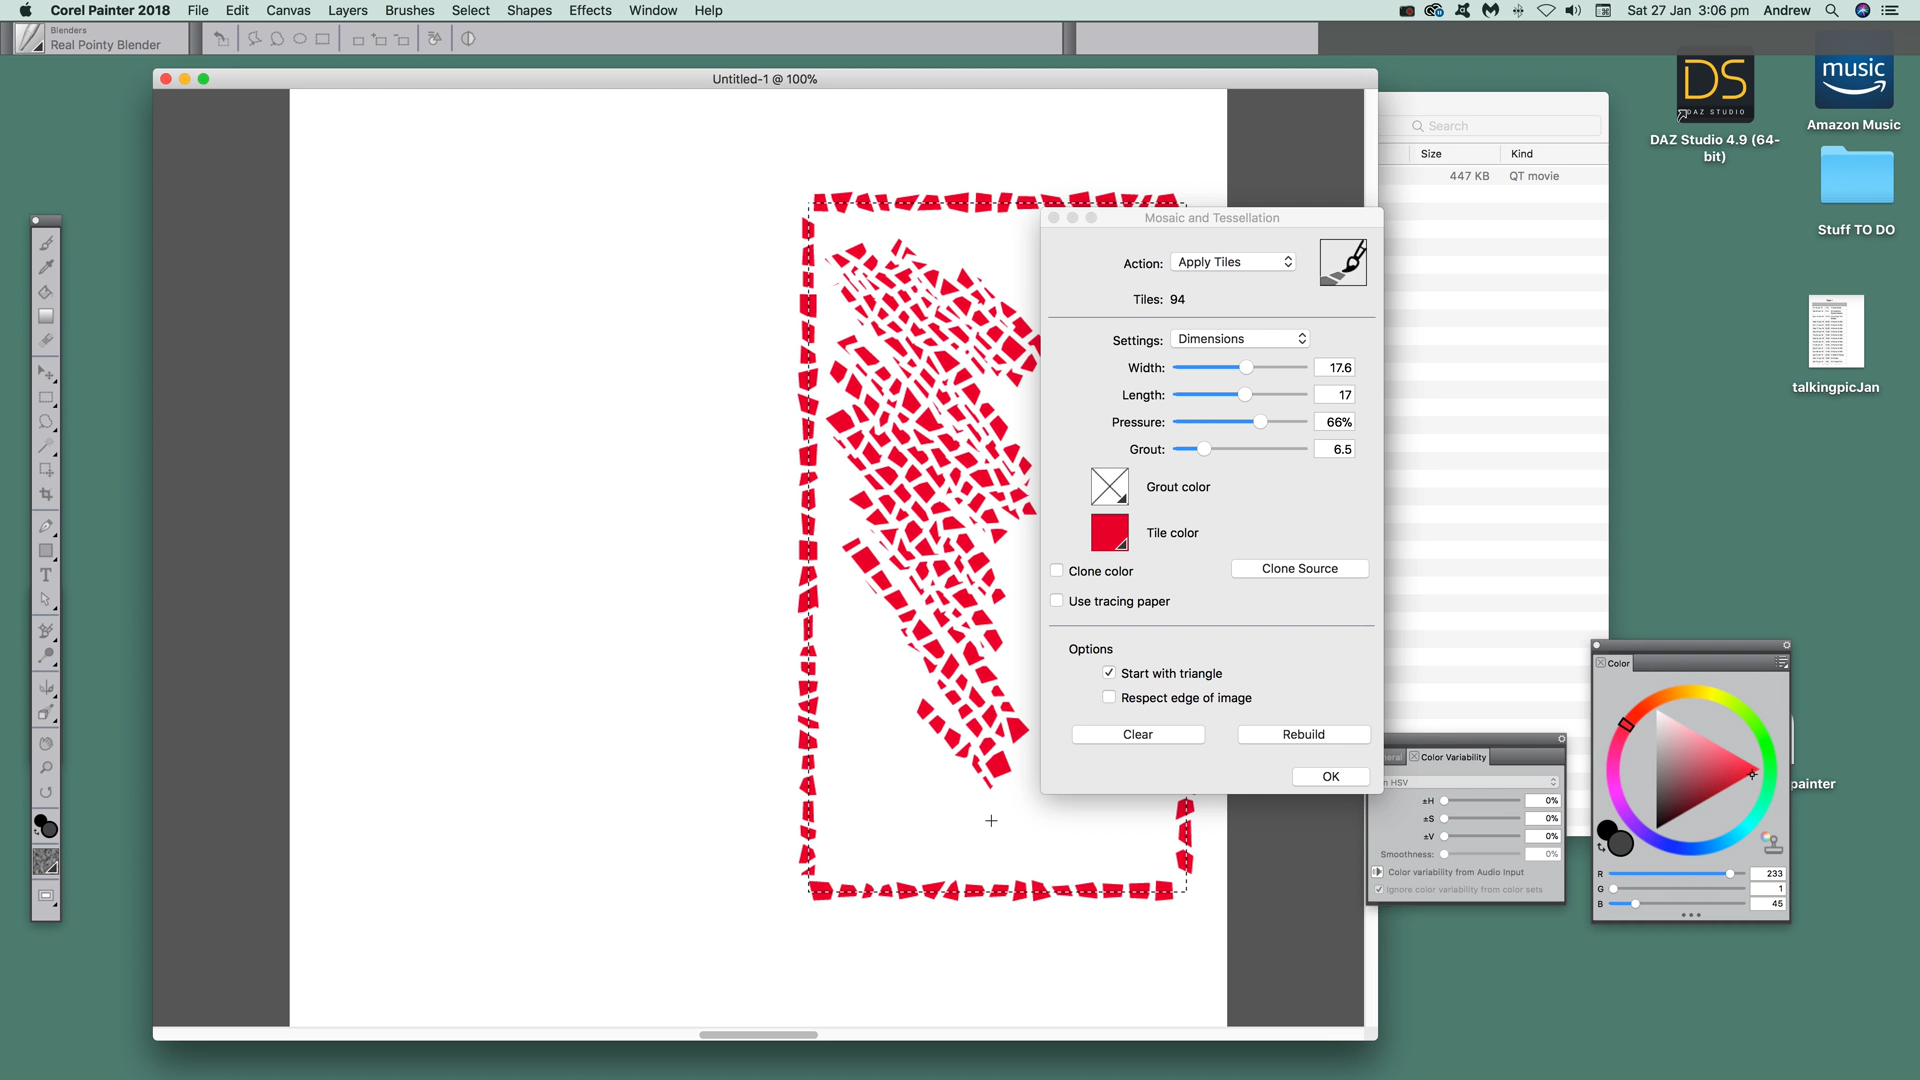 Corel Painter 2018 File Edit Canvas Layers Brushes Select Shapes Effects Window Help Sat 27 Jan 3:06 pm Andrew
Blenders
Real Pointy Blender
Untitled-1 @ 100%
Search
Size Kind
447 KB QT movie
DS
DAZ STUDIO
DAZ Studio 4.9 (64-
bit)
music
Amazon Music
Stuff TO DO
talkingpicJan
painter
Mosaic and Tessellation
Action: Apply Tiles
Tiles: 94
Settings: Dimensions
Width: 17.6
Length: 17
Pressure: 66%
Grout: 6.5
Grout color
Tile color
Clone color Clone Source
Use tracing paper
Options
Start with triangle
Respect edge of image
Clear Rebuild
OK
Color Variability
HSV
±H 0%
±S 0%
±V 0%
Smoothness: 0%
Color variability from Audio Input
Ignore color variability from color sets
Color
R 233
G 1
B 45
T